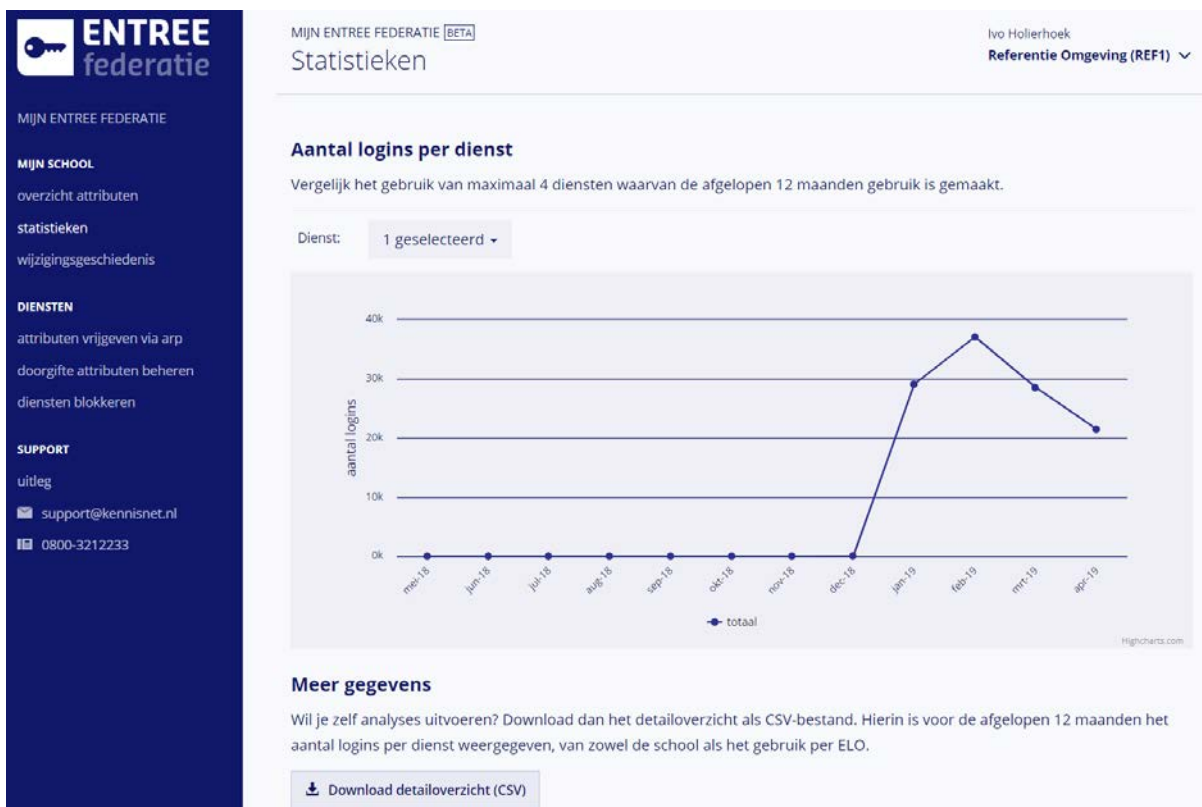 ENTREE
federatie
MIJN ENTREE FEDERATIE
MIJN SCHOOL
overzicht attributen
statistieken
wijzigingsgeschiedenis
DIENSTEN
attributen vrijgeven via arp
doorgifte attributen beheren
diensten blokkeren
SUPPORT
uitleg
support@kennisnet.nl
0800-3212233
MIJN ENTREE FEDERATIE BETA
Statistieken
Ivo Holierhoek
Referentie Omgeving (REF1)
Aantal logins per dienst
Vergelijk het gebruik van maximaal 4 diensten waarvan de afgelopen 12 maanden gebruik is gemaakt.
Dienst: 1 geselecteerd
aantal logins
40k
30k
20k
10k
0k
mei-18 jun-18 jul-18 aug-18 sep-18 okt-18 nov-18 dec-18 jan-19 feb-19 mrt-19 apr-19
totaal
Highcharts.com
Meer gegevens
Wil je zelf analyses uitvoeren? Download dan het detailoverzicht als CSV-bestand. Hierin is voor de afgelopen 12 maanden het
aantal logins per dienst weergegeven, van zowel de school als het gebruik per ELO.
Download detailoverzicht (CSV)